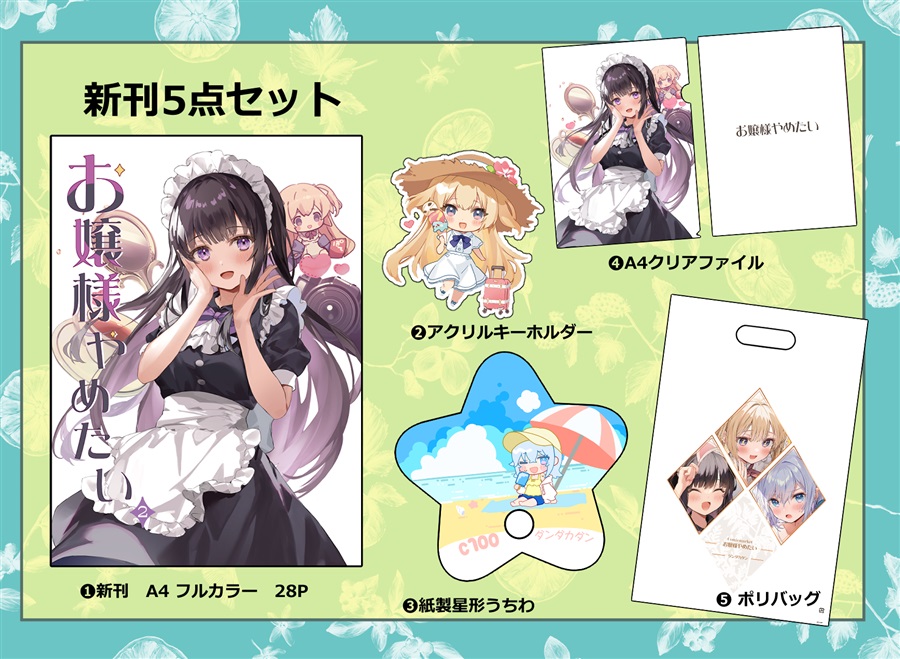 新刊5点セット
お嬢様やめたい
2
❶新刊 A4 フルカラー 28P
❷アクリルキーホルダー
C100
ダンダカダン
❸紙製星形うちわ
お嬢様やめたい
❹A4クリアファイル
お嬢様やめたい
ダンダカダン
❺ ポリバッグ